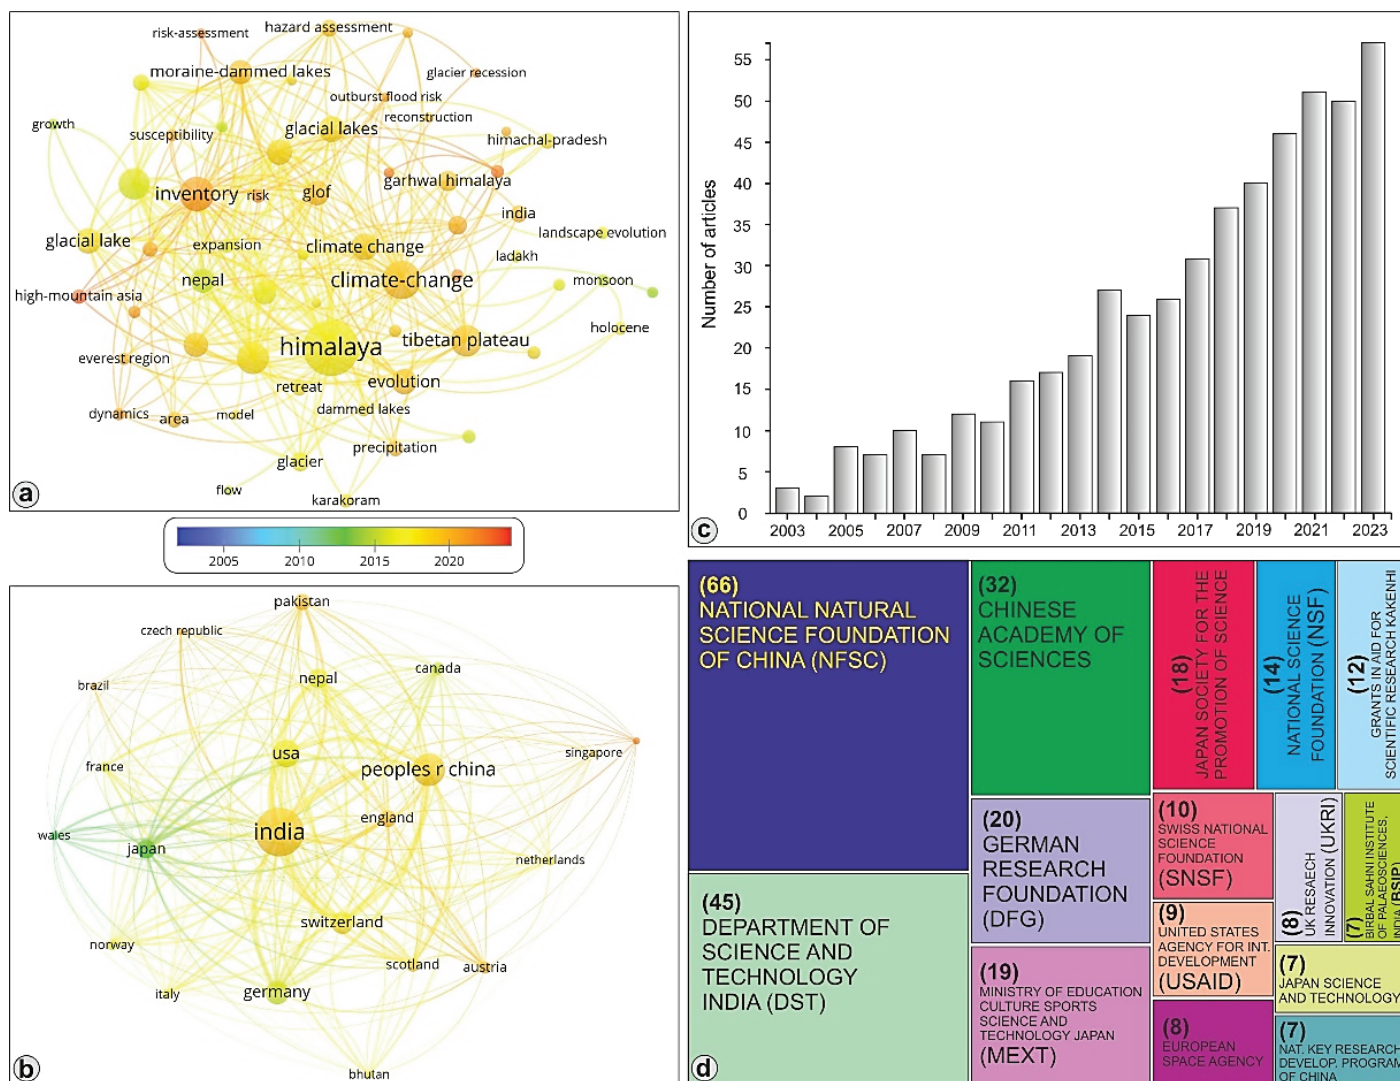 risk-assessment
hazard assessment
moraine-dammed lakes
glacier recession
outburst flood risk
growth
susceptibility
glacial lakes
reconstruction
himachal-pradesh
inventory
risk
glof
garhwal himalaya
india
glacial lake
expansion
climate change
landscape evolution
ladakh
nepal
climate-change
monsoon
high-mountain asia
holocene
everest region
himalaya
tibetan plateau
retreat
evolution
dynamics
area
model
dammed lakes
precipitation
glacier
flow
karakoram
a
2005
2010
2015
2020
pakistan
czech republic
canada
nepal
brazil
usa
singapore
france
peoples r china
england
india
wales
japan
netherlands
switzerland
norway
scotland
austria
italy
germany
bhutan
b
Number of articles
55
50
45
40
35
30
25
20
15
10
5
0
2003
2005
2007
2009
2011
2013
2015
2017
2019
2021
2023
c
(66)
NATIONAL NATURAL
SCIENCE FOUNDATION
OF CHINA (NFSC)
(45)
DEPARTMENT OF
SCIENCE AND
TECHNOLOGY
INDIA (DST)
(32)
CHINESE
ACADEMY OF
SCIENCES
(20)
GERMAN
RESEARCH
FOUNDATION
(DFG)
(19)
MINISTRY OF EDUCATION
CULTURE SPORTS
SCIENCE AND
TECHNOLOGY JAPAN
(MEXT)
(18)
JAPAN SOCIETY FOR THE
PROMOTION OF SCIENCE
(14)
NATIONAL SCIENCE
FOUNDATION (NSF)
(12)
GRANTS IN AID FOR
SCIENTIFIC RESEARCH KAKENHI
(10)
SWISS NATIONAL
SCIENCE
FOUNDATION
(SNSF)
(9)
UNITED STATES
AGENCY FOR INT.
DEVELOPMENT
(USAID)
(8)
EUROPEAN
SPACE AGENCY
(8)
UK RESAECH
INNOVATION (UKRI)
(7)
BIRBAL SAHNI INSTITUTE
OF PALAEOSCIENCES,
INDIA (BSIP)
(7)
JAPAN SCIENCE
AND TECHNOLOGY
(7)
NAT. KEY RESEARCH
DEVELOP. PROGRAM
OF CHINA
d